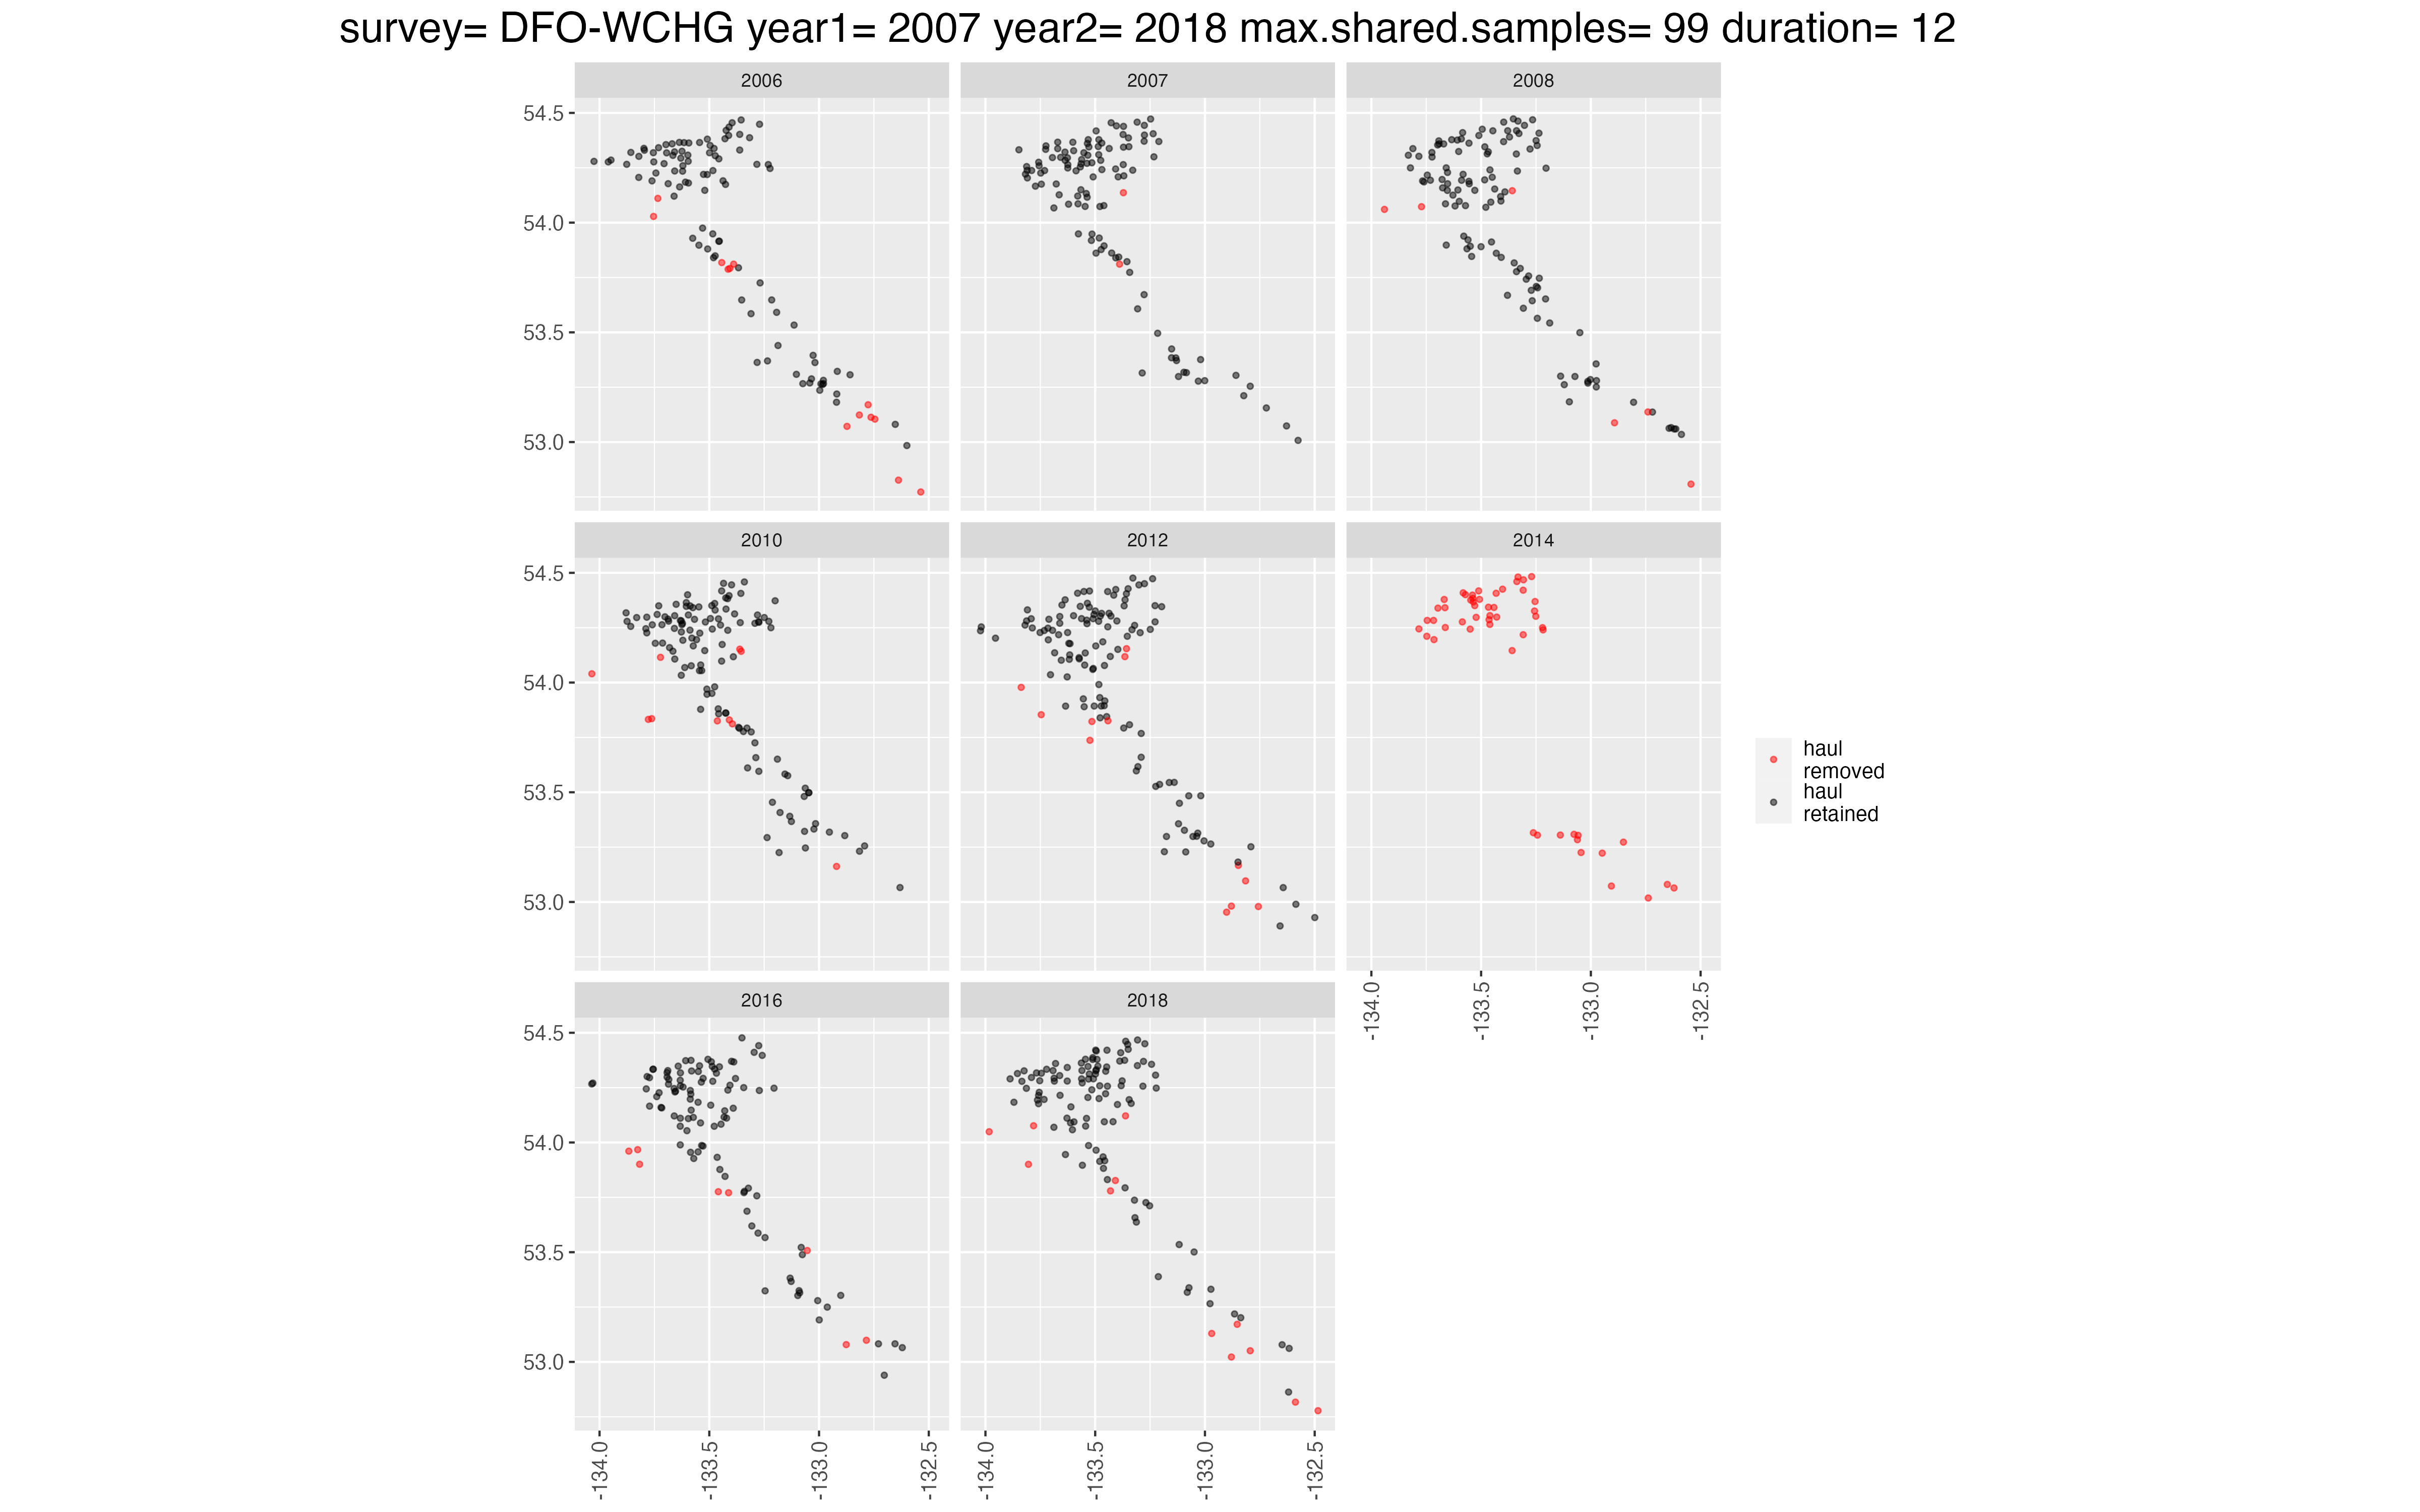 survey= DFO-WCHG year1= 2007 year2= 2018 max.shared.samples= 99 duration= 12
2006 2007 2008
54.5
54.0
53.5
53.0
2010 2012 2014
54.5
54.0
53.5
53.0
haul
removed
haul
retained
-134.0 -133.5 -133.0 -132.5
2016 2018
54.5
54.0
53.5
53.0
-134.0 -133.5 -133.0 -132.5 -134.0 -133.5 -133.0 -132.5